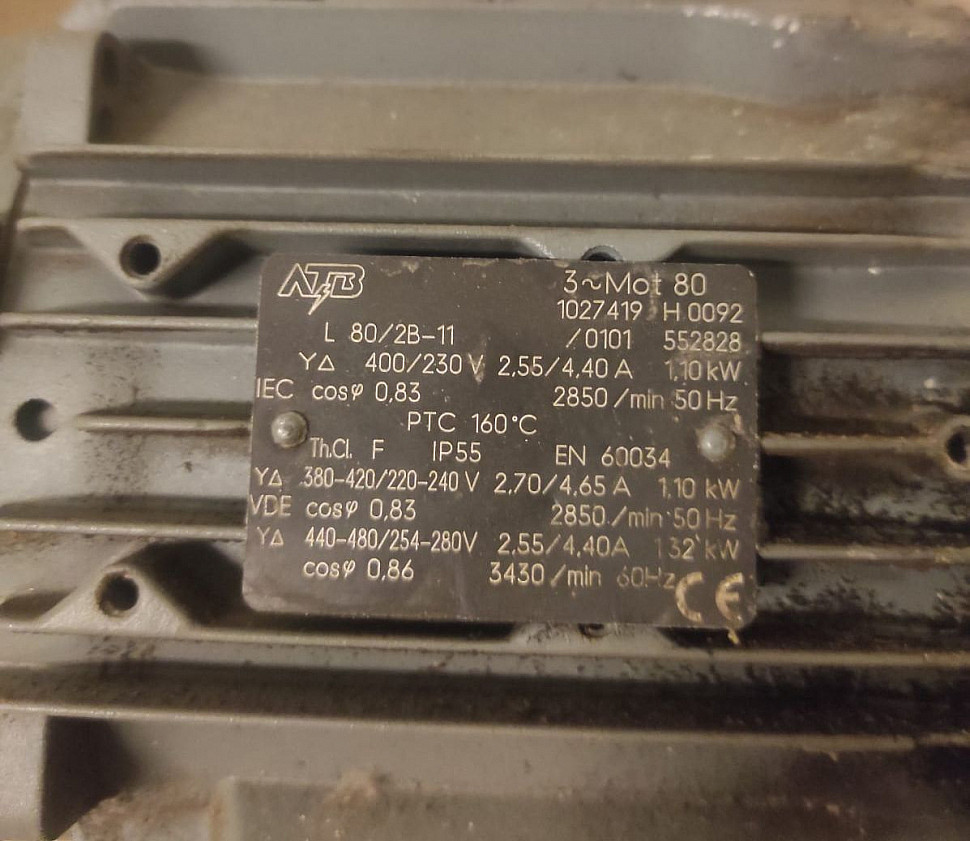 ATB 3~Mot 80
1027419 H.0092
L 80/2B-11 /0101 552828
Y∆ 400/230 V 2,55/4,40 A 1,10 kW
IEC cosφ 0,83 2850 /min 50 Hz
PTC 160°C
Th.Cl. F IP55 EN 60034
Y∆ 380-420/220-240 V 2,70/4,65 A 1,10 kW
VDE cosφ 0,83 2850 /min 50 Hz
Y∆ 440-480/254-280V 2,55/4,40A 1,32 kW
cosφ 0,86 3430 /min 60Hz CE